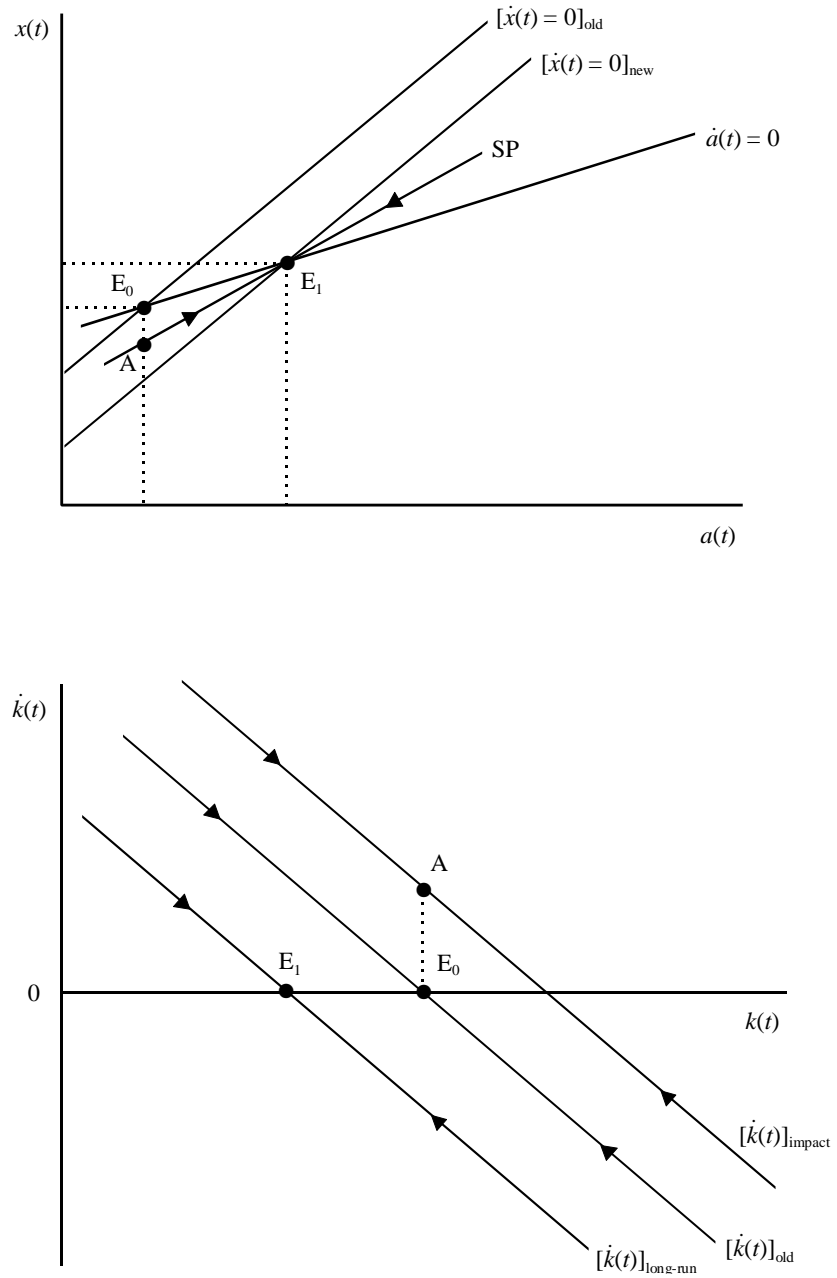 x(t)
[ẋ(t) = 0]old
[ẋ(t) = 0]new
ȧ(t) = 0
SP
E0
E1
A
a(t)
k̇(t)
A
E1
E0
0
k(t)
[k̇(t)]impact
[k̇(t)]old
[k̇(t)]long-run